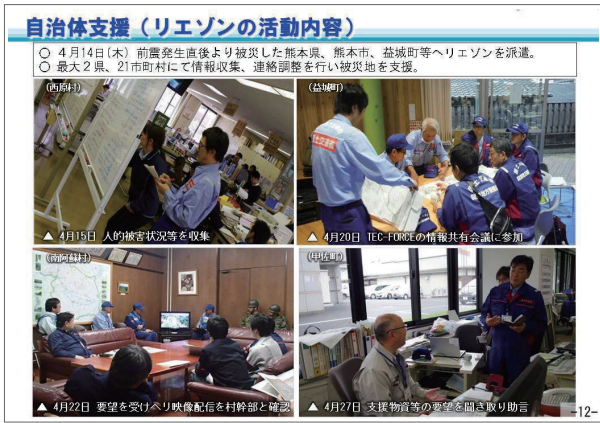 自治体支援（リエゾンの活動内容）
○ ４月14日(木) 前震発生直後より被災した熊本県、熊本市、益城町等へリエゾンを派遣。
○ 最大２県、21市町村にて情報収集、連絡調整を行い被災地を支援。
(西原村)
(益城町)
▲ 4月15日 人的被害状況等を収集
▲ 4月20日 TEC-FORCEの情報共有会議に参加
(南阿蘇村)
(甲佐町)
▲ 4月22日 要望を受けヘリ映像配信を村幹部と確認
▲ 4月27日 支援物資等の要望を聞き取り助言
-12-